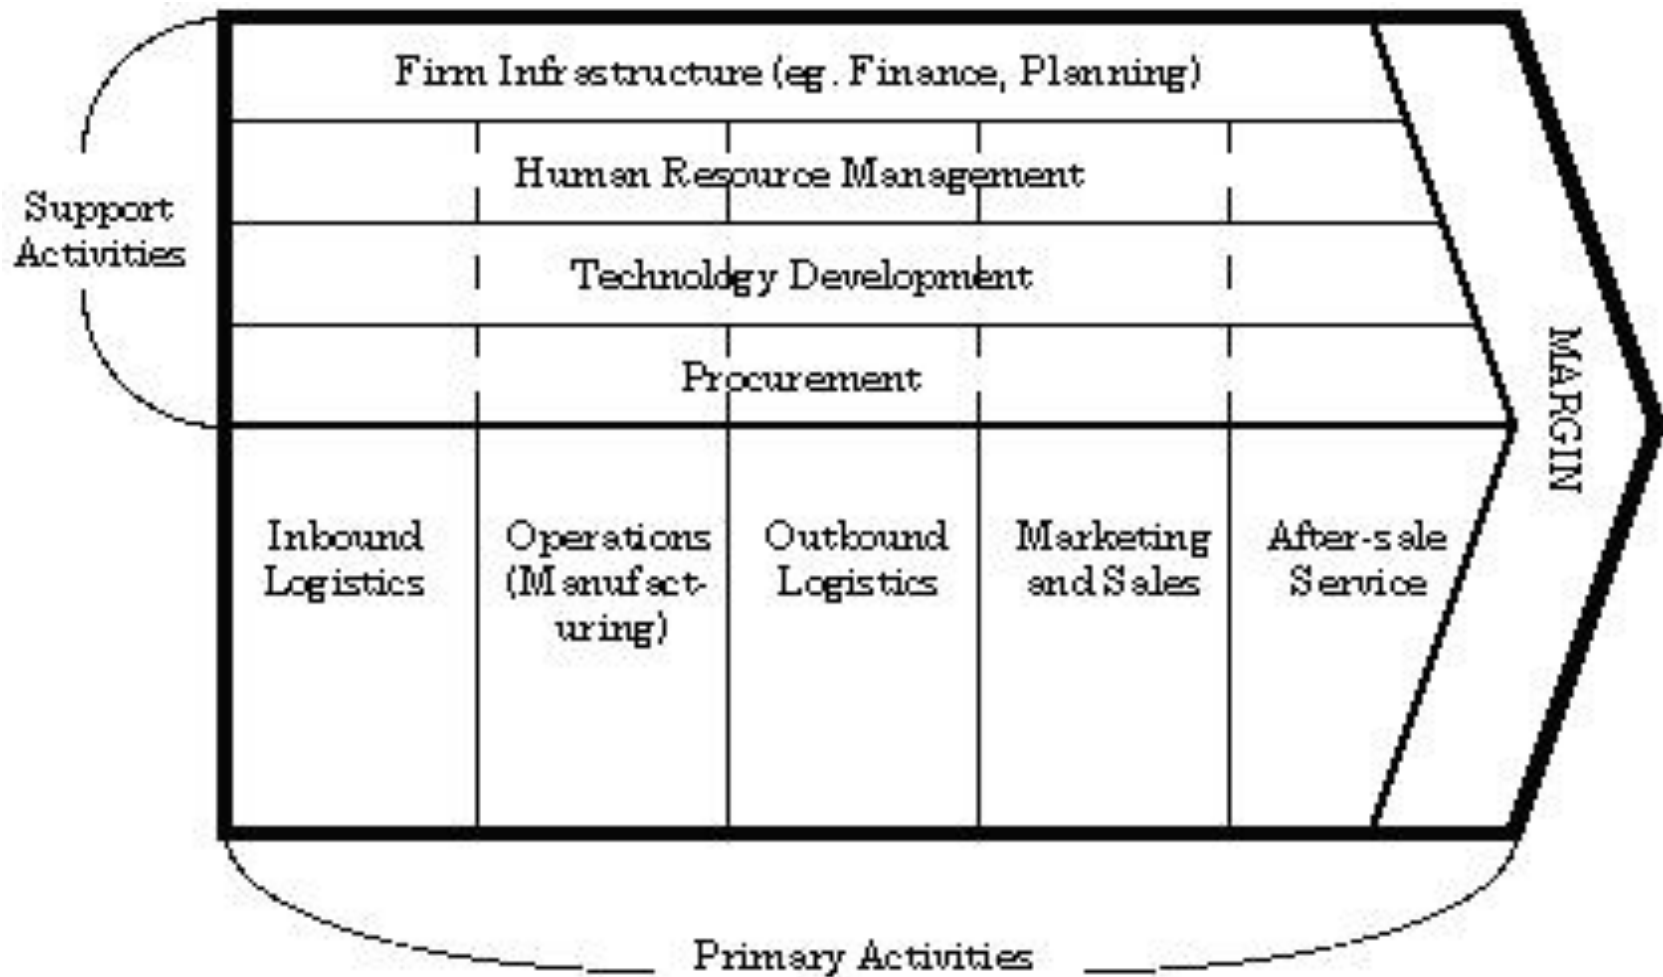 Firm Infrastructure (eg. Finance, Planning)
Human Resource Management
Support
Activities
Technology Development
Procurement
MARGIN
Inbound
Logistics
Operations
(Manufact-
uring)
Outbound
Logistics
Marketing
and Sales
After-sale
Service
Primary Activities